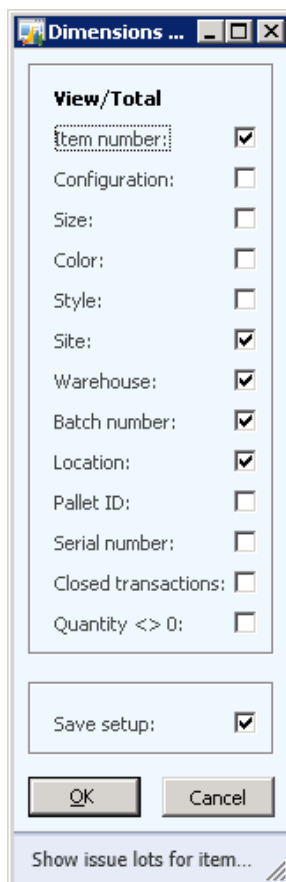 Dimensions ...
View/Total
Item number:
Configuration:
Size:
Color:
Style:
Site:
Warehouse:
Batch number:
Location:
Pallet ID:
Serial number:
Closed transactions:
Quantity <> 0:
Save setup:
OK Cancel
Show issue lots for item...